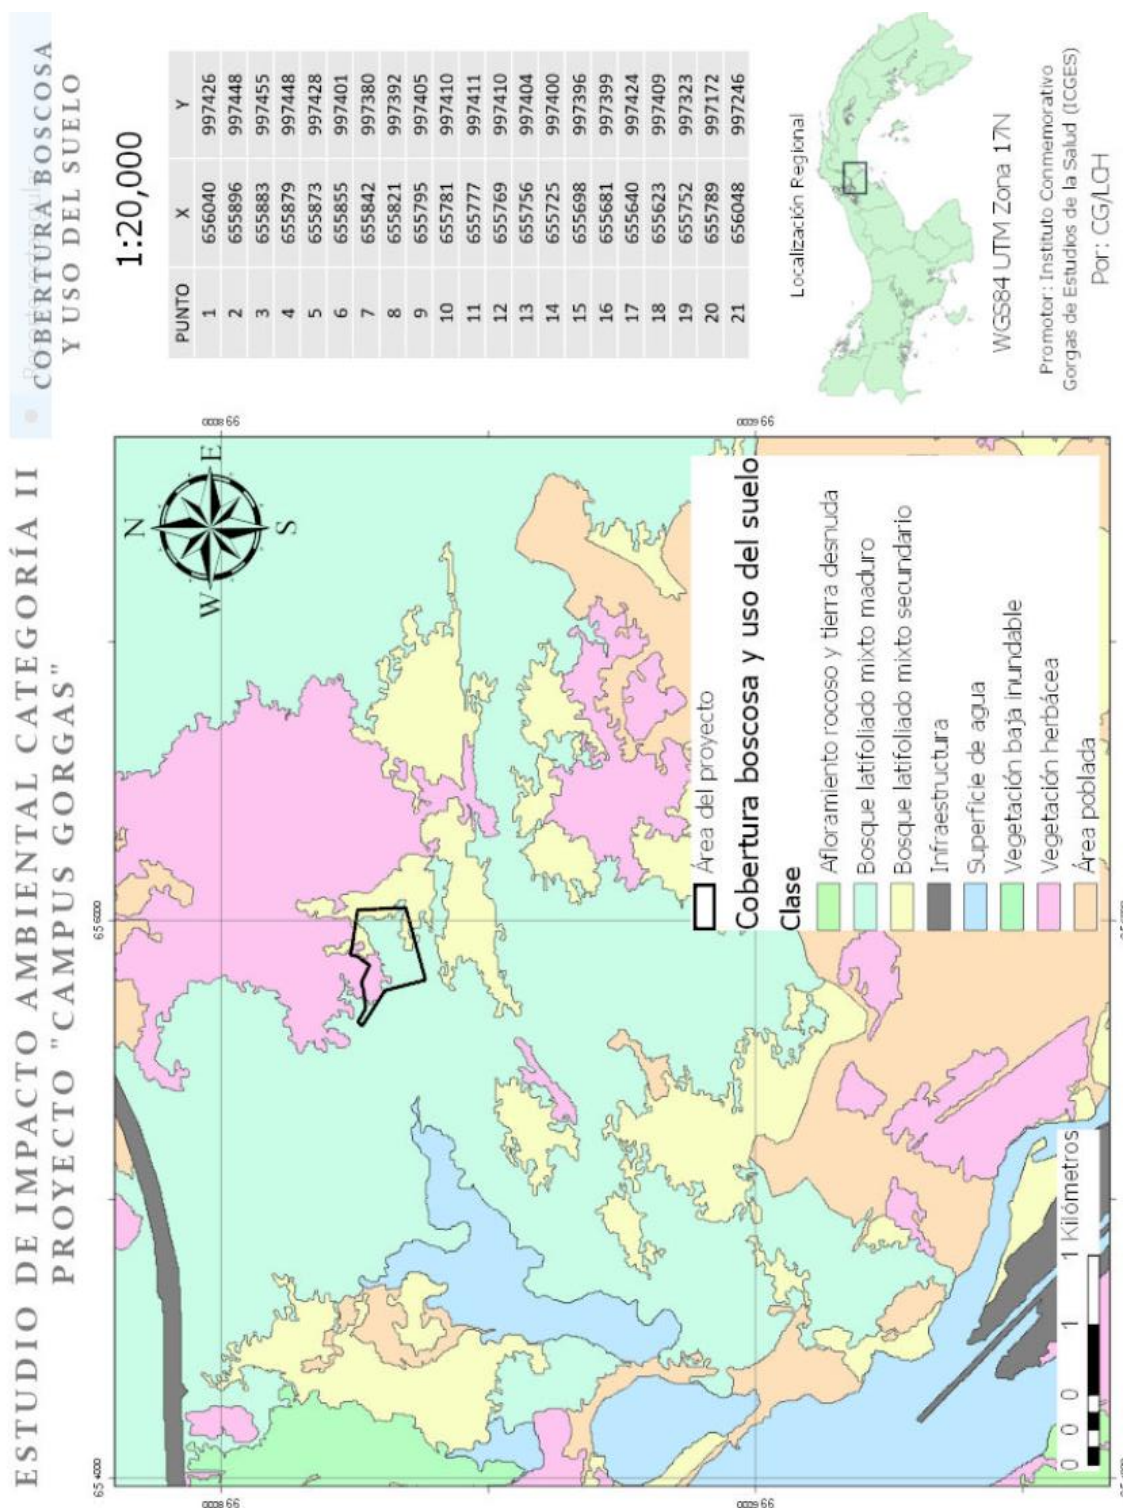 ESTUDIO DE IMPACTO AMBIENTAL CATEGORÍA II
PROYECTO "CAMPUS GORGAS"
COBERTURA BOSCOSA
Y USO DEL SUELO
1:20,000
PUNTO X Y
1 656040 997426
2 655896 997448
3 655883 997455
4 655879 997448
5 655873 997428
6 655855 997401
7 655842 997380
8 655821 997392
9 655795 997405
10 655781 997410
11 655777 997411
12 655769 997410
13 655756 997404
14 655725 997400
15 655698 997396
16 655681 997399
17 655640 997424
18 655623 997409
19 655752 997323
20 655789 997172
21 656048 997246
Localización Regional
WGS84 UTM Zona 17N
Promotor: Instituto Conmemorativo
Gorgas de Estudios de la Salud (ICGES)
Por: CG/LCH
654000
656000
N
W
E
S
Área del proyecto
Cobertura boscosa y uso del suelo
Clase
Afloramiento rocoso y tierra desnuda
Bosque latifoliado mixto maduro
Bosque latifoliado mixto secundario
Infraestructura
Superficie de agua
Vegetación baja inundable
Vegetación herbácea
Área poblada
0 0 0 1 1 Kilómetros